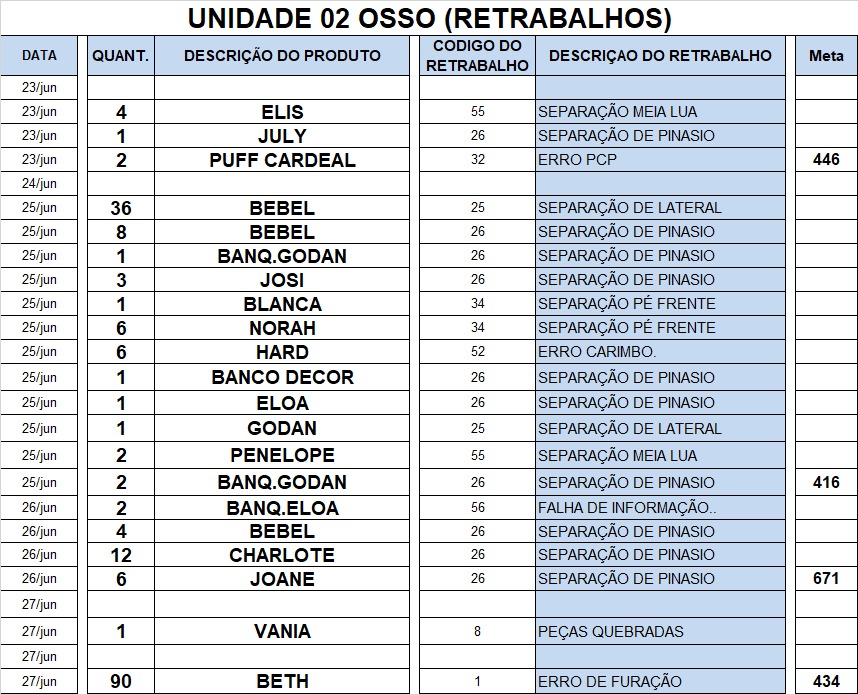 UNIDADE 02 OSSO (RETRABALHOS)
DATA QUANT. DESCRIÇÃO DO PRODUTO CODIGO DO RETRABALHO DESCRIÇAO DO RETRABALHO Meta
23/jun
23/jun 4 ELIS 55 SEPARAÇÃO MEIA LUA
23/jun 1 JULY 26 SEPARAÇÃO DE PINASIO
23/jun 2 PUFF CARDEAL 32 ERRO PCP 446
24/jun
25/jun 36 BEBEL 25 SEPARAÇÃO DE LATERAL
25/jun 8 BEBEL 26 SEPARAÇÃO DE PINASIO
25/jun 1 BANQ.GODAN 26 SEPARAÇÃO DE PINASIO
25/jun 3 JOSI 26 SEPARAÇÃO DE PINASIO
25/jun 1 BLANCA 34 SEPARAÇÃO PÉ FRENTE
25/jun 6 NORAH 34 SEPARAÇÃO PÉ FRENTE
25/jun 6 HARD 52 ERRO CARIMBO.
25/jun 1 BANCO DECOR 26 SEPARAÇÃO DE PINASIO
25/jun 1 ELOA 26 SEPARAÇÃO DE PINASIO
25/jun 1 GODAN 25 SEPARAÇÃO DE LATERAL
25/jun 2 PENELOPE 55 SEPARAÇÃO MEIA LUA
25/jun 2 BANQ.GODAN 26 SEPARAÇÃO DE PINASIO 416
26/jun 2 BANQ.ELOA 56 FALHA DE INFORMAÇÃO..
26/jun 4 BEBEL 26 SEPARAÇÃO DE PINASIO
26/jun 12 CHARLOTE 26 SEPARAÇÃO DE PINASIO
26/jun 6 JOANE 26 SEPARAÇÃO DE PINASIO 671
27/jun
27/jun 1 VANIA 8 PEÇAS QUEBRADAS
27/jun
27/jun 90 BETH 1 ERRO DE FURAÇÃO 434